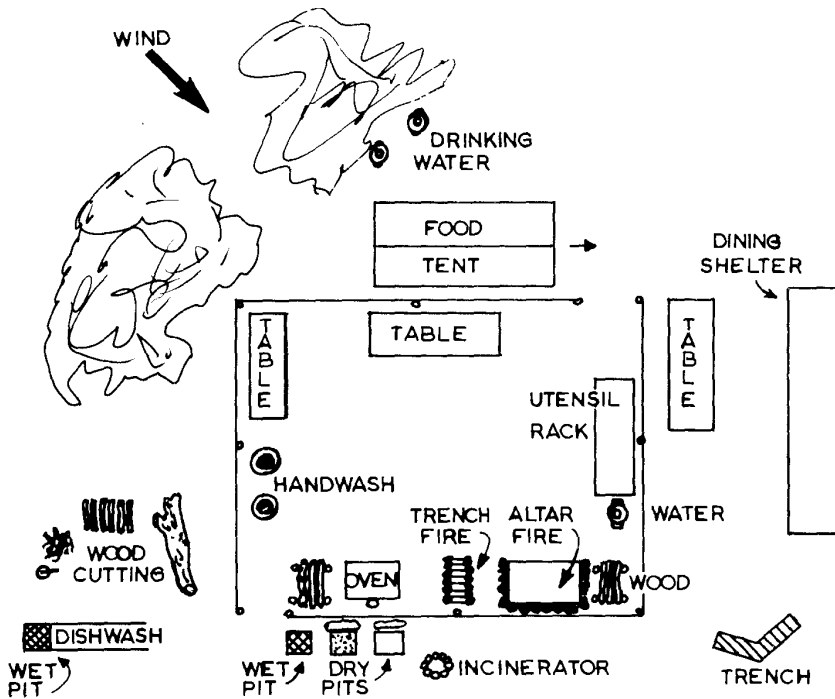 WIND
DRINKING
WATER
FOOD
TENT
DINING
SHELTER
TABLE
TABLE
TABLE
UTENSIL
RACK
HANDWASH
TRENCH
FIRE
ALTAR
FIRE
WATER
WOOD
CUTTING
OVEN
WOOD
DISHWASH
WET
PIT
WET
PIT
DRY
PITS
INCINERATOR
TRENCH